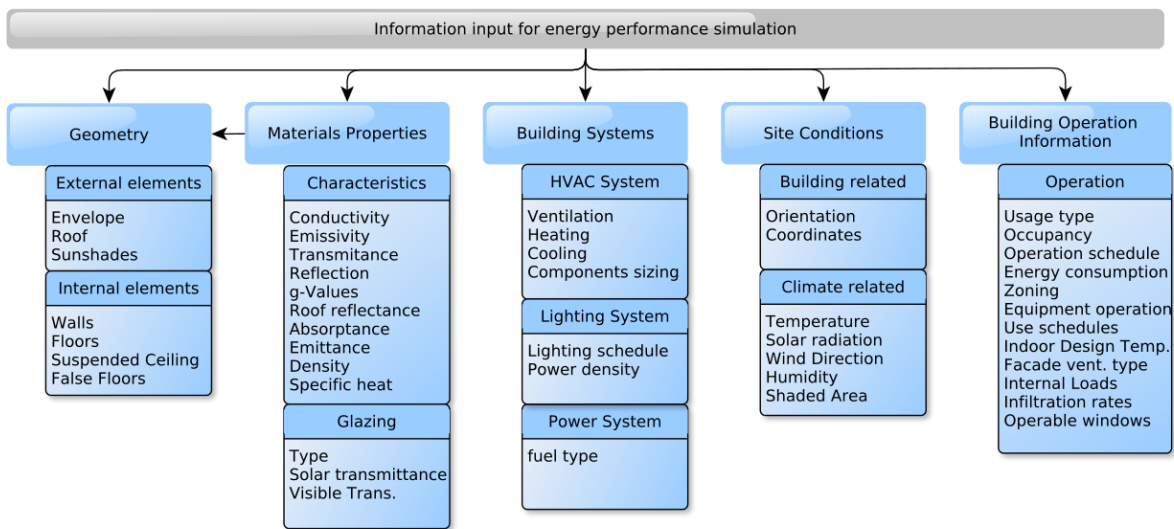 Information input for energy performance simulation
Geometry
External elements
Envelope
Roof
Sunshades
Internal elements
Walls
Floors
Suspended Ceiling
False Floors
Materials Properties
Characteristics
Conductivity
Emissivity
Transmitance
Reflection
g-Values
Roof reflectance
Absorptance
Emittance
Density
Specific heat
Glazing
Type
Solar transmittance
Visible Trans.
Building Systems
HVAC System
Ventilation
Heating
Cooling
Components sizing
Lighting System
Lighting schedule
Power density
Power System
fuel type
Site Conditions
Building related
Orientation
Coordinates
Climate related
Temperature
Solar radiation
Wind Direction
Humidity
Shaded Area
Building Operation
Information
Operation
Usage type
Occupancy
Operation schedule
Energy consumption
Zoning
Equipment operation
Use schedules
Indoor Design Temp.
Facade vent. type
Internal Loads
Infiltration rates
Operable windows